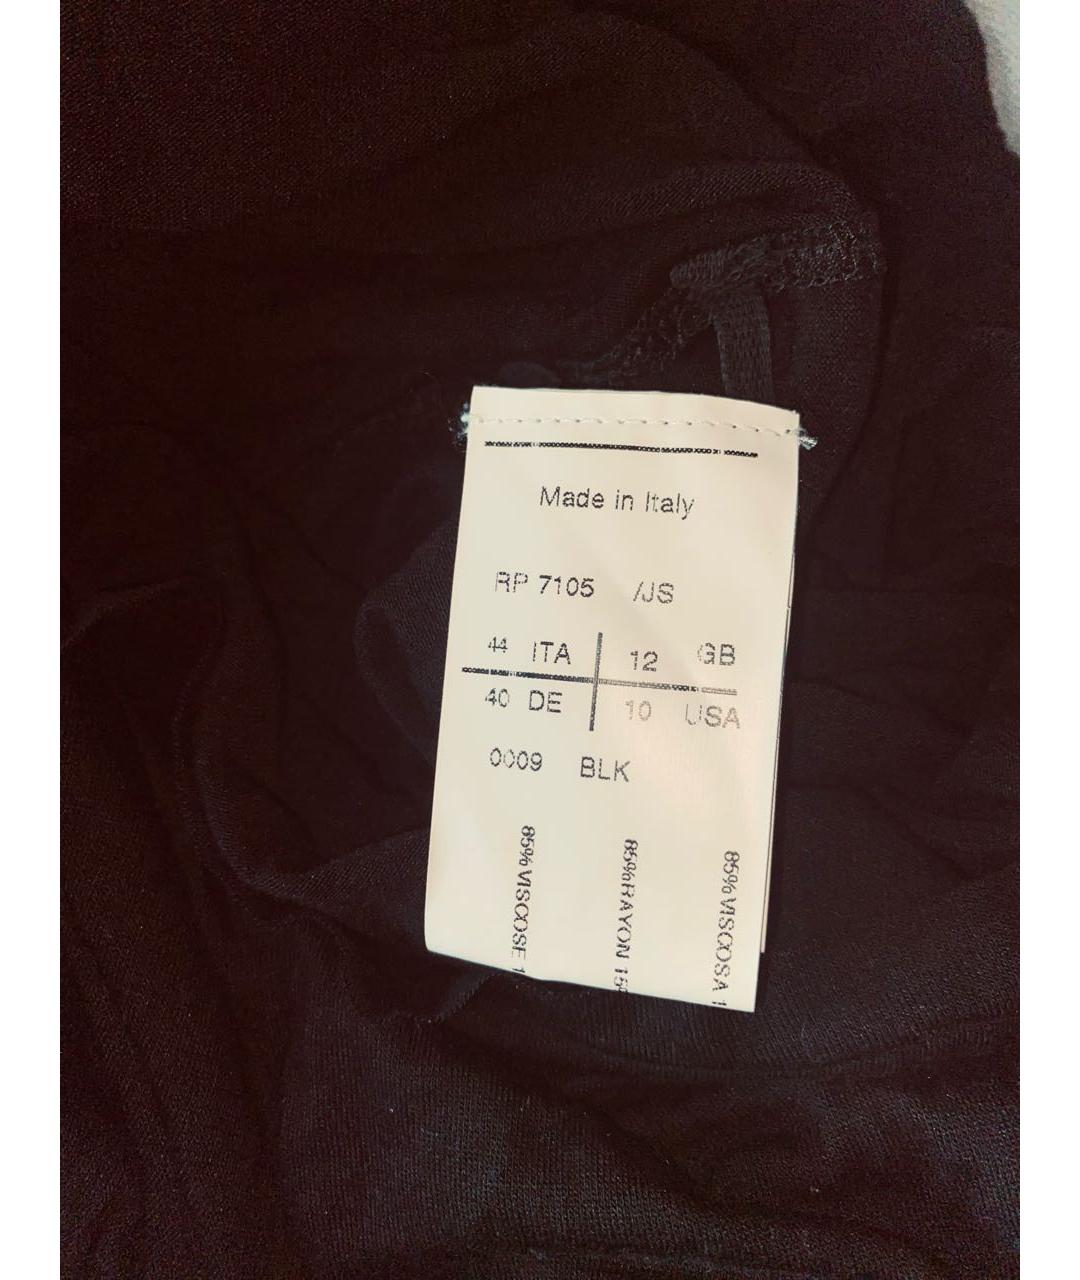 Made in Italy
RP 7105 /JS
44 ITA 12 GB
40 DE 10 USA
0009 BLK
85% VISCOSE 1
85% RAYON 15%
85% VISCOSA 1